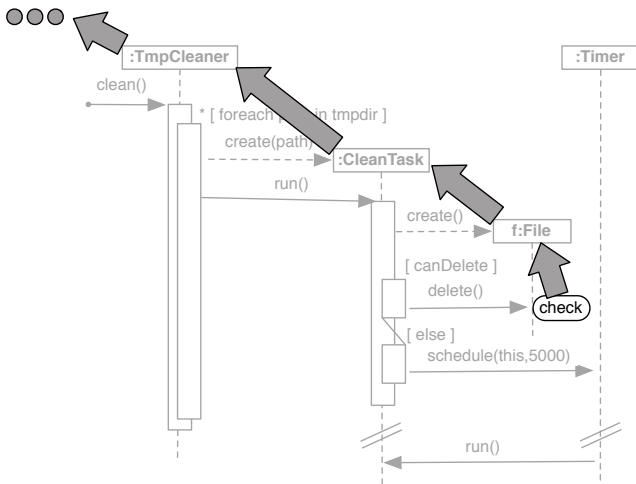 :TmpCleaner
:Timer
clean()
* [ foreach p in tmpdir ]
create(path)
:CleanTask
run()
create()
f:File
[ canDelete ]
delete()
check
[ else ]
schedule(this,5000)
run()